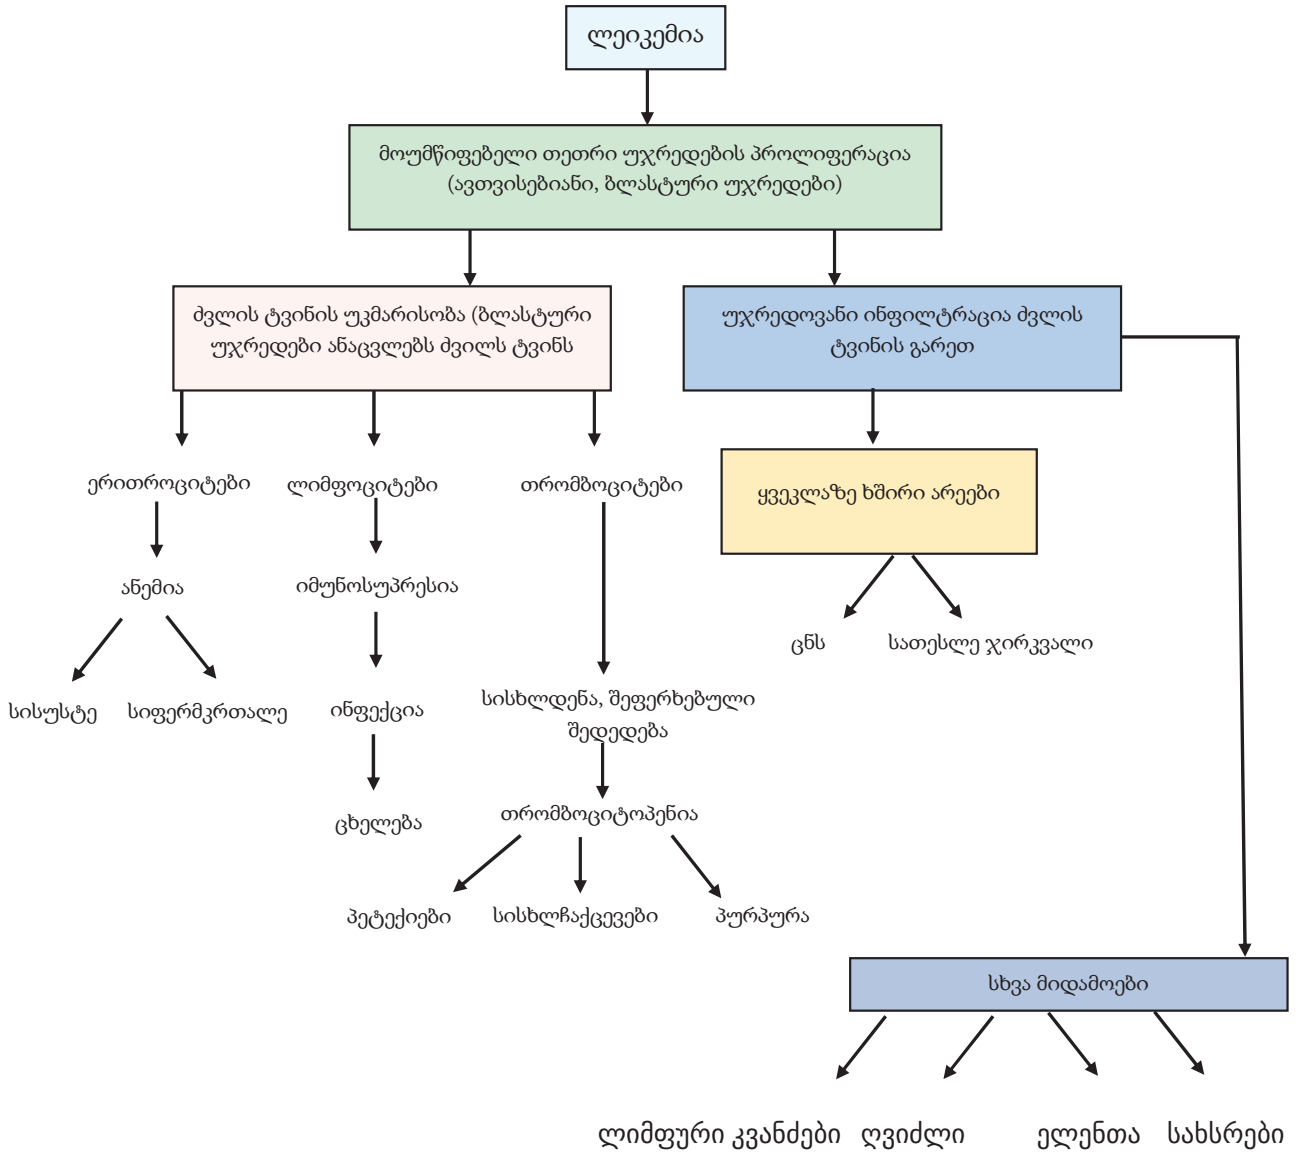 ლეიკემია
მოუმწიფებელი თეთრი უჯრედების პროლიფერაცია
(ავთვისებიანი, ბლასტური უჯრედები)
ძვლის ტვინის უკმარისობა (ბლასტური
უჯრედები ანაცვლებს ძვილს ტვინს
უჯრედოვანი ინფილტრაცია ძვლის
ტვინის გარეთ
ერითროციტები
ლიმფოციტები
თრომბოციტები
ყველაზე ხშირი არეები
ანემია
იმუნოსუპრესია
ცნს
სათესლე ჯირკვალი
სისუსტე
სიფერმკრთალე
ინფექცია
სისხლდენა, შეფერხებული
შედედება
ცხელება
თრომბოციტოპენია
პეტექიები
სისხლჩაქცევები
პურპურა
სხვა მიდამოები
ლიმფური კვანძები
ღვიძლი
ელენთა
სახსრები